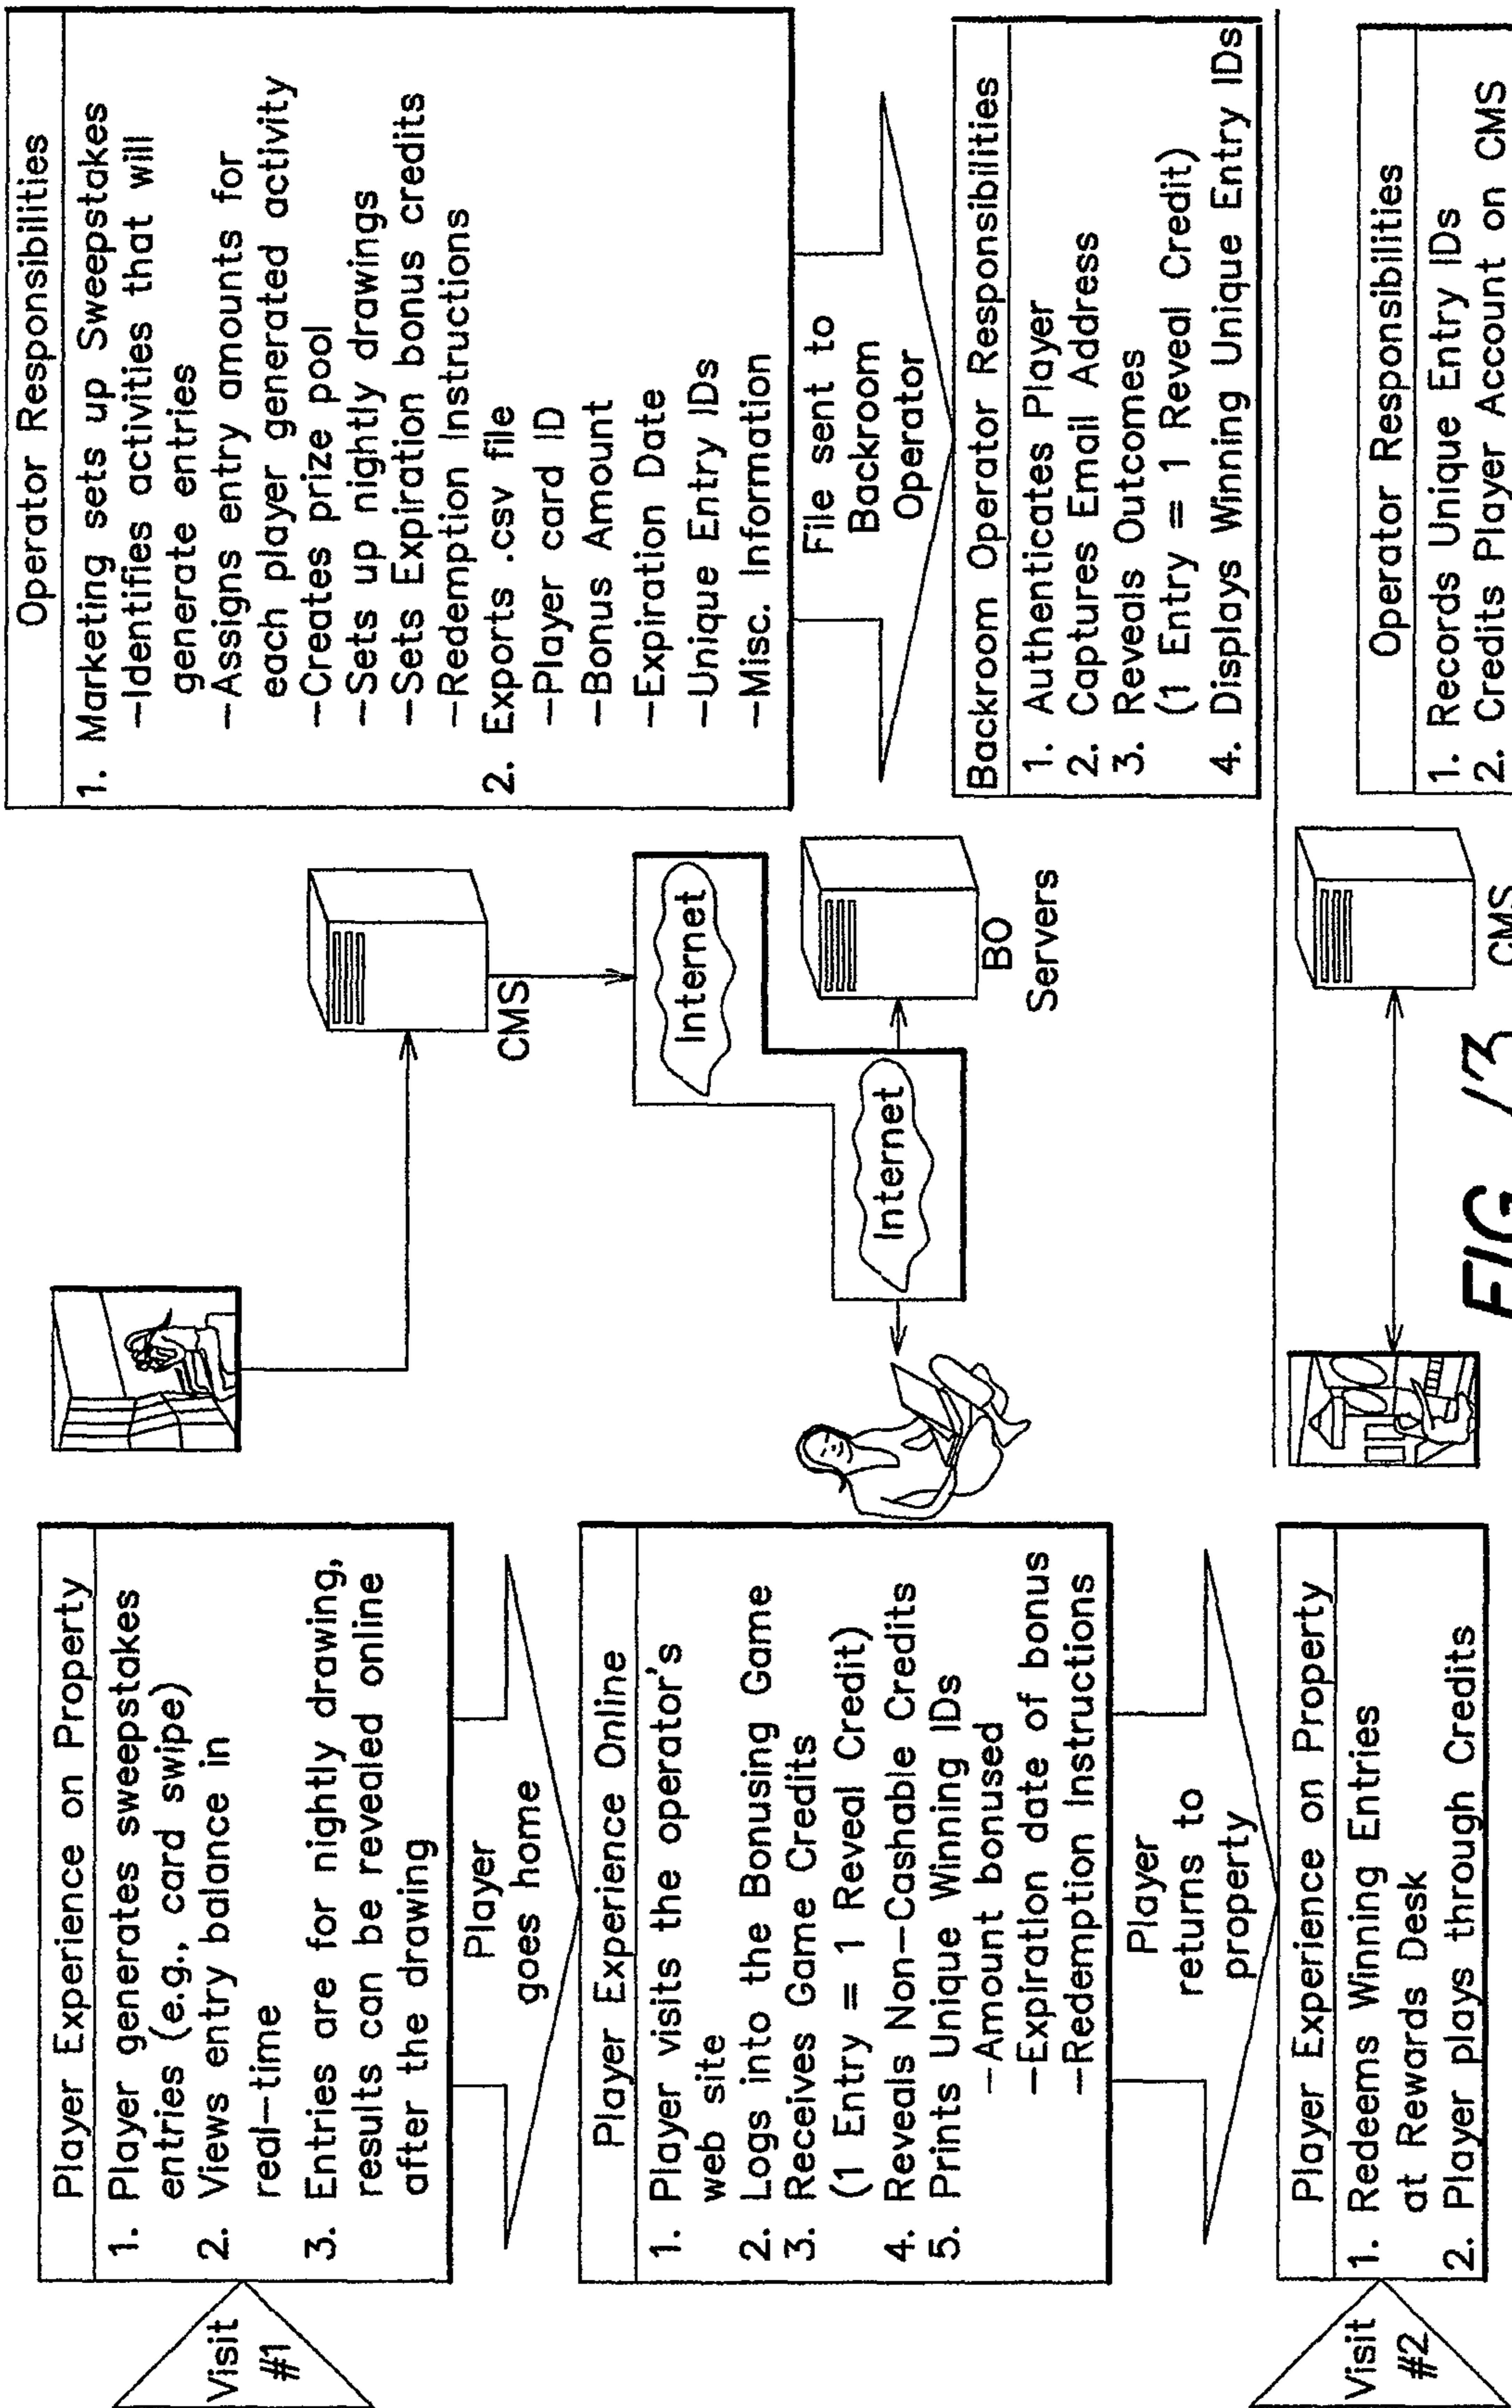 Visit
#1
Player Experience on Property
1. Player generates sweepstakes
entries (e.g., card swipe)
2. Views entry balance in
real-time
3. Entries are for nightly drawing,
results can be revealed online
after the drawing
Player
goes home
Player Experience Online
1. Player visits the operator's
web site
2. Logs into the Bonusing Game
3. Receives Game Credits
(1 Entry = 1 Reveal Credit)
4. Reveals Non-Cashable Credits
5. Prints Unique Winning IDs
-Amount bonused
-Expiration date of bonus
-Redemption Instructions
Player
returns to
property
Visit
#2
Player Experience on Property
1. Redeems Winning Entries
at Rewards Desk
2. Player plays through Credits
CMS
Internet
Internet
BO
Servers
CMS
Operator Responsibilities
1. Marketing sets up Sweepstakes
-Identifies activities that will
generate entries
-Assigns entry amounts for
each player generated activity
-Creates prize pool
-Sets up nightly drawings
-Sets Expiration bonus credits
-Redemption Instructions
2. Exports .csv file
-Player card ID
-Bonus Amount
-Expiration Date
-Unique Entry IDs
-Misc. Information
File sent to
Backroom
Operator
Backroom Operator Responsibilities
1. Authenticates Player
2. Captures Email Address
3. Reveals Outcomes
(1 Entry = 1 Reveal Credit)
4. Displays Winning Unique Entry IDs
Operator Responsibilities
1. Records Unique Entry IDs
2. Credits Player Account on CMS
FIG. 13